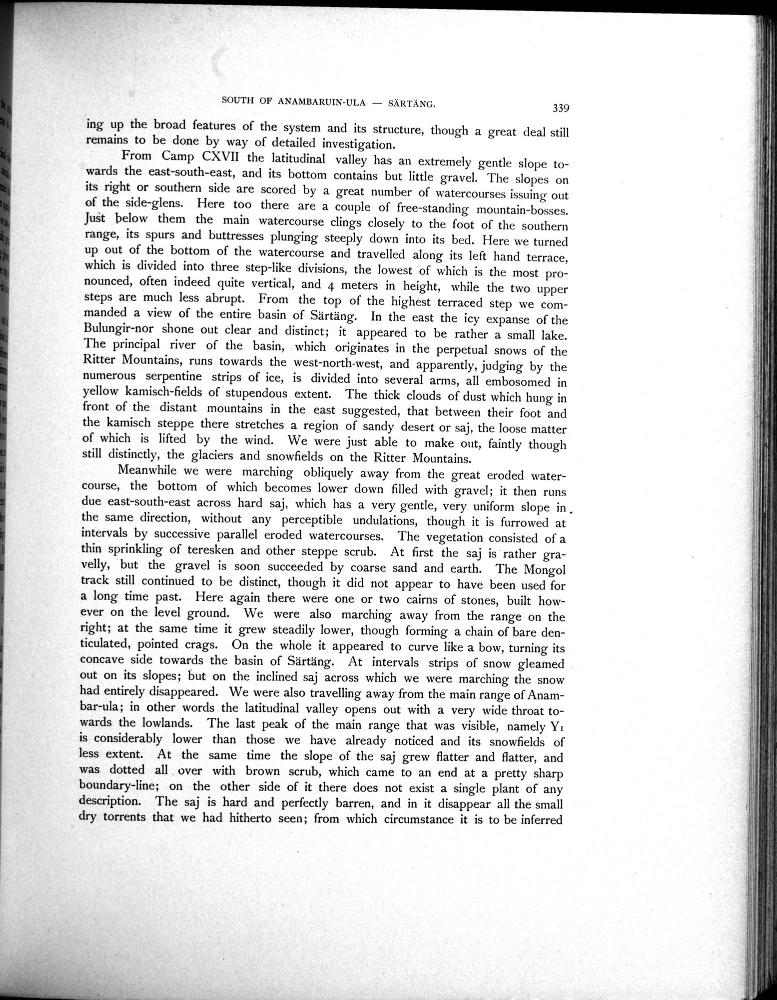 SOUTH OF ANAMBARUIN-ULA — SÄRTÄNG. 339
ing up the broad features of the system and its structure, though a great deal still
remains to be done by way of detailed investigation.
From Camp CXVII the latitudinal valley has an extremely gentle slope to-
wards the east-south-east, and its bottom contains but little gravel. The slopes on
its right or southern side are scored by a great number of watercourses issuing out
of the side-glens. Here too there are a couple of free-standing mountain-bosses.
Just below them the main watercourse clings closely to the foot of the southern
range, its spurs and buttresses plunging steeply down into its bed. Here we turned
up out of the bottom of the watercourse and travelled along its left hand terrace,
which is divided into three step-like divisions, the lowest of which is the most pro-
nounced, often indeed quite vertical, and 4 meters in height, while the two upper
steps are much less abrupt. From the top of the highest terraced step we com-
manded a view of the entire basin of Särtäng. In the east the icy expanse of the
Bulungir-nor shone out clear and distinct; it appeared to be rather a small lake.
The principal river of the basin, which originates in the perpetual snows of the
Ritter Mountains, runs towards the west-north-west, and apparently, judging by the
numerous serpentine strips of ice, is divided into several arms, all embosomed in
yellow kamisch-fields of stupendous extent. The thick clouds of dust which hung in
front of the distant mountains in the east suggested, that between their foot and
the kamisch steppe there stretches a region of sandy desert or saj, the loose matter
of which is lifted by the wind. We were just able to make out, faintly though
still distinctly, the glaciers and snowfields on the Ritter Mountains.
Meanwhile we were marching obliquely away from the great eroded water-
course, the bottom of which becomes lower down filled with gravel; it then runs
due east-south-east across hard saj, which has a very gentle, very uniform slope in
the same direction, without any perceptible undulations, though it is furrowed at
intervals by successive parallel eroded watercourses. The vegetation consisted of a
thin sprinkling of teresken and other steppe scrub. At first the saj is rather gra-
velly, but the gravel is soon succeeded by coarse sand and earth. The Mongol
track still continued to be distinct, though it did not appear to have been used for
a long time past. Here again there were one or two cairns of stones, built how-
ever on the level ground. We were also marching away from the range on the
right; at the same time it grew steadily lower, though forming a chain of bare den-
ticulated, pointed crags. On the whole it appeared to curve like a bow, turning its
concave side towards the basin of Särtäng. At intervals strips of snow gleamed
out on its slopes; but on the inclined saj across which we were marching the snow
had entirely disappeared. We were also travelling away from the main range of Anam-
bar-ula; in other words the latitudinal valley opens out with a very wide throat to-
wards the lowlands. The last peak of the main range that was visible, namely Y1
is considerably lower than those we have already noticed and its snowfields of
less extent. At the same time the slope of the saj grew flatter and flatter, and
was dotted all over with brown scrub, which came to an end at a pretty sharp
boundary-line; on the other side of it there does not exist a single plant of any
description. The saj is hard and perfectly barren, and in it disappear all the small
dry torrents that we had hitherto seen; from which circumstance it is to be inferred